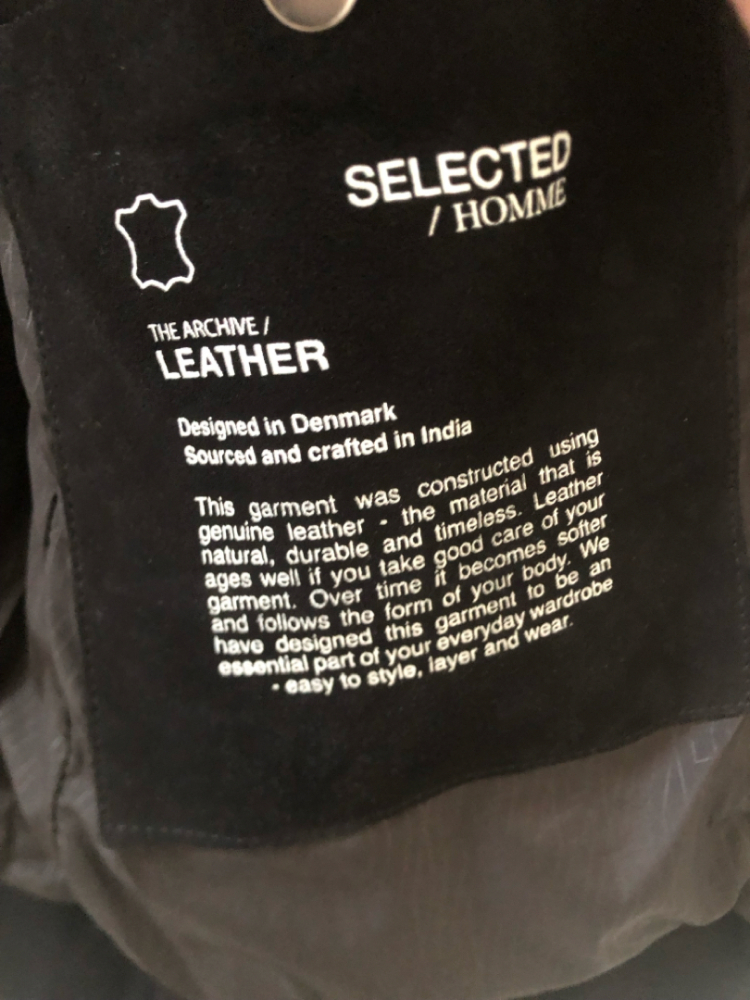 SELECTED
/ HOMME
THE ARCHIVE /
LEATHER
Designed in Denmark
Sourced and crafted in India
This garment was constructed using
genuine leather - the material that is
natural, durable and timeless. Leather
ages well if you take good care of your
garment. Over time it becomes softer
and follows the form of your body. We
have designed this garment to be an
essential part of your everyday wardrobe
- easy to style, layer and wear.